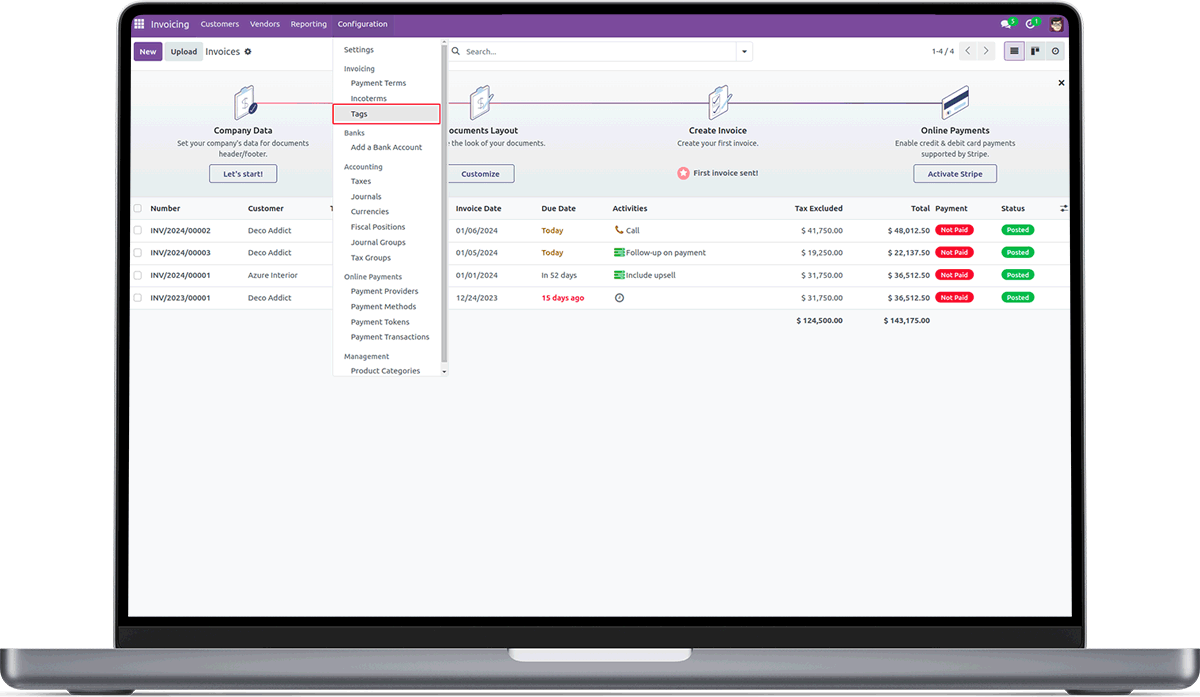 Invoicing Customers Vendors Reporting Configuration 5 1
New Upload Invoices Search... 1-4 / 4
Settings
Invoicing
Payment Terms
Incoterms
Tags
Banks
Add a Bank Account
Accounting
Taxes
Journals
Currencies
Fiscal Positions
Journal Groups
Tax Groups
Online Payments
Payment Providers
Payment Methods
Payment Tokens
Payment Transactions
Management
Product Categories
Company Data
Set your company's data for documents
header/footer.
Let's start!
ocuments Layout
e the look of your documents.
Customize
Create Invoice
Create your first invoice.
First invoice sent!
Online Payments
Enable credit & debit card payments
supported by Stripe.
Activate Stripe
Number Customer Invoice Date Due Date Activities Tax Excluded Total Payment Status
INV/2024/00002 Deco Addict 01/06/2024 Today Call $ 41,750.00 $ 48,012.50 Not Paid Posted
INV/2024/00003 Deco Addict 01/05/2024 Today Follow-up on payment $ 19,250.00 $ 22,137.50 Not Paid Posted
INV/2024/00001 Azure Interior 01/01/2024 In 52 days Include upsell $ 31,750.00 $ 36,512.50 Not Paid Posted
INV/2023/00001 Deco Addict 12/24/2023 15 days ago $ 31,750.00 $ 36,512.50 Not Paid Posted
$ 124,500.00 $ 143,175.00